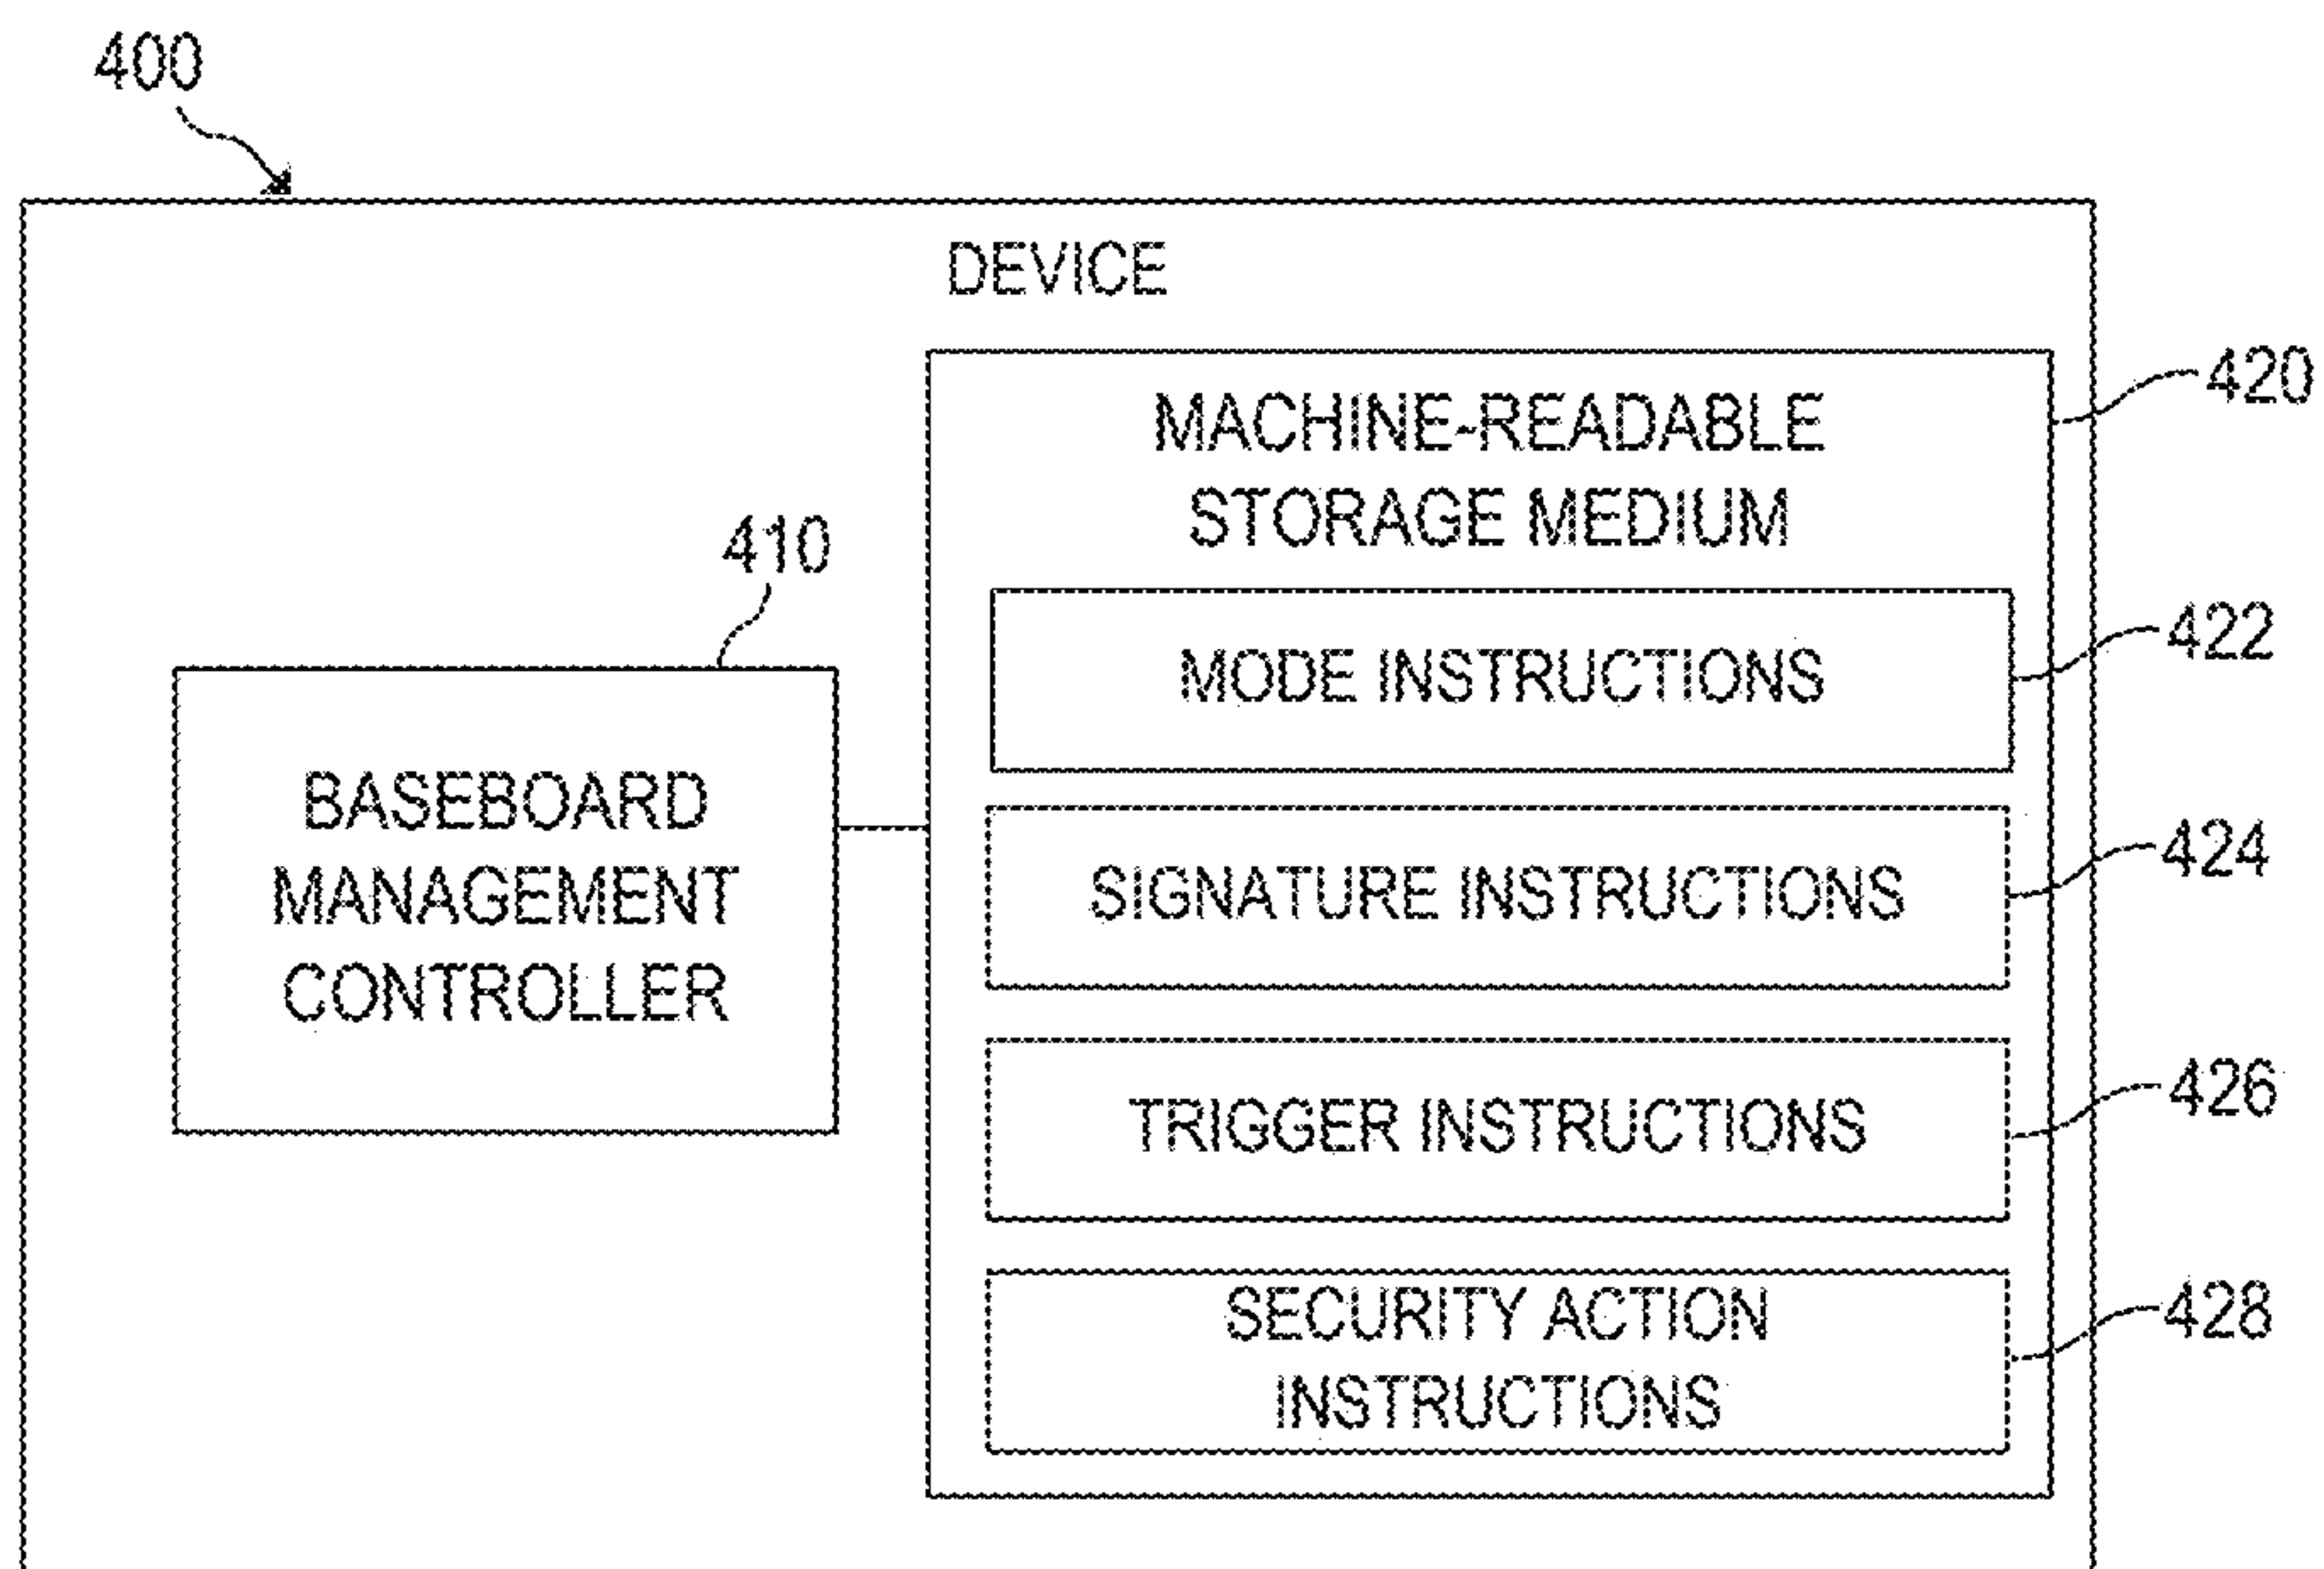 400
DEVICE
420
MACHINE-READABLE
STORAGE MEDIUM
410
422
MODE INSTRUCTIONS
BASEBOARD
MANAGEMENT
CONTROLLER
424
SIGNATURE INSTRUCTIONS
426
TRIGGER INSTRUCTIONS
428
SECURITY ACTION
INSTRUCTIONS